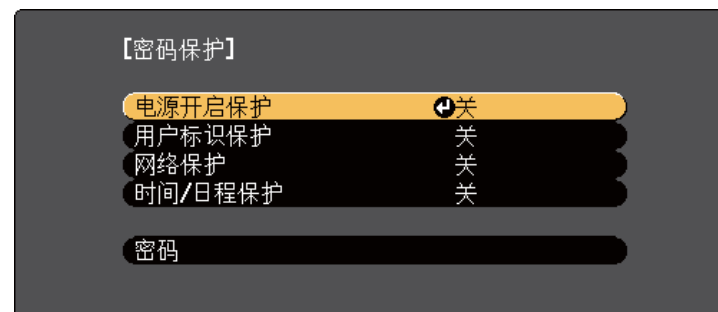 [密码保护]
电源开启保护 关
用户标识保护 关
网络保护 关
时间/日程保护 关
密码